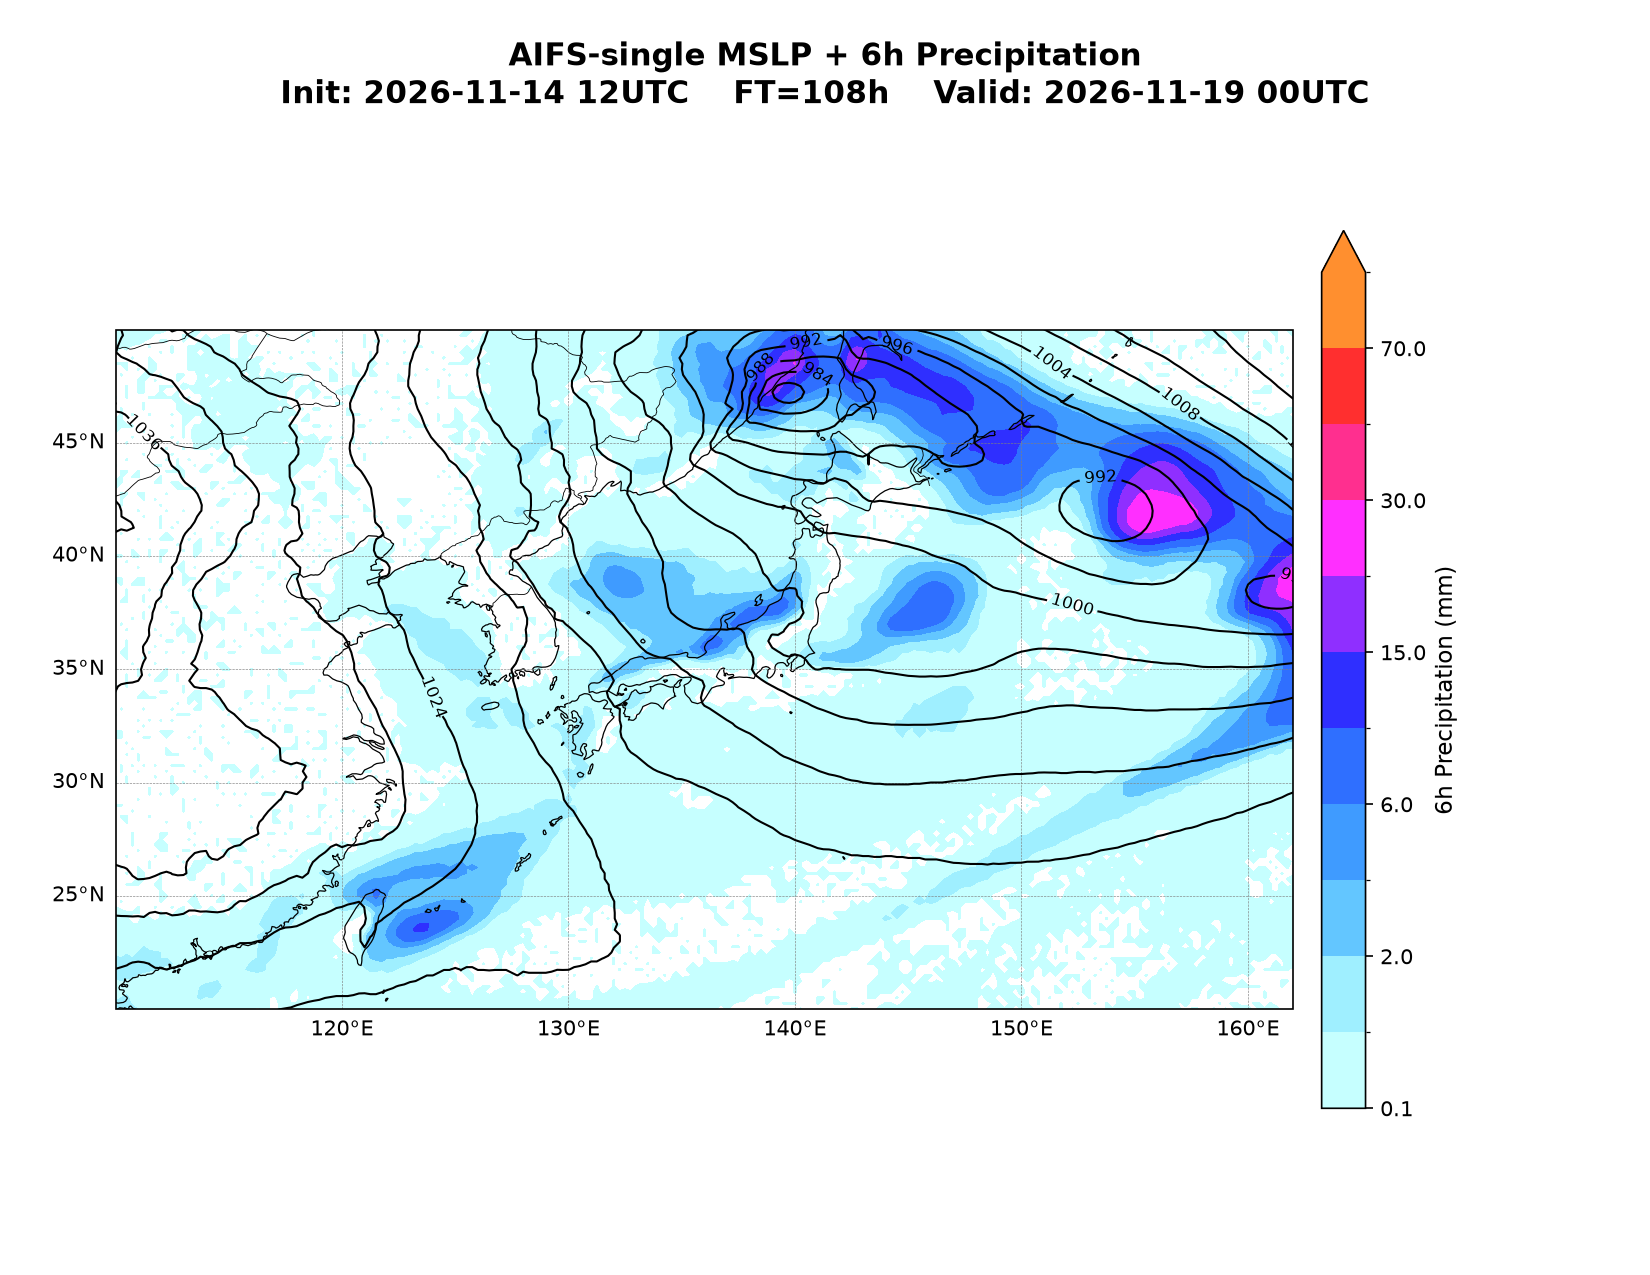 AIFS-single MSLP + 6h Precipitation
Init: 2026-11-14 12UTC    FT=108h    Valid: 2026-11-19 00UTC
992
996
988
984
1004
1008
1036
992
1000
1024
45°N
40°N
35°N
30°N
25°N
120°E
130°E
140°E
150°E
160°E
70.0
30.0
15.0
6.0
2.0
0.1
6h Precipitation (mm)